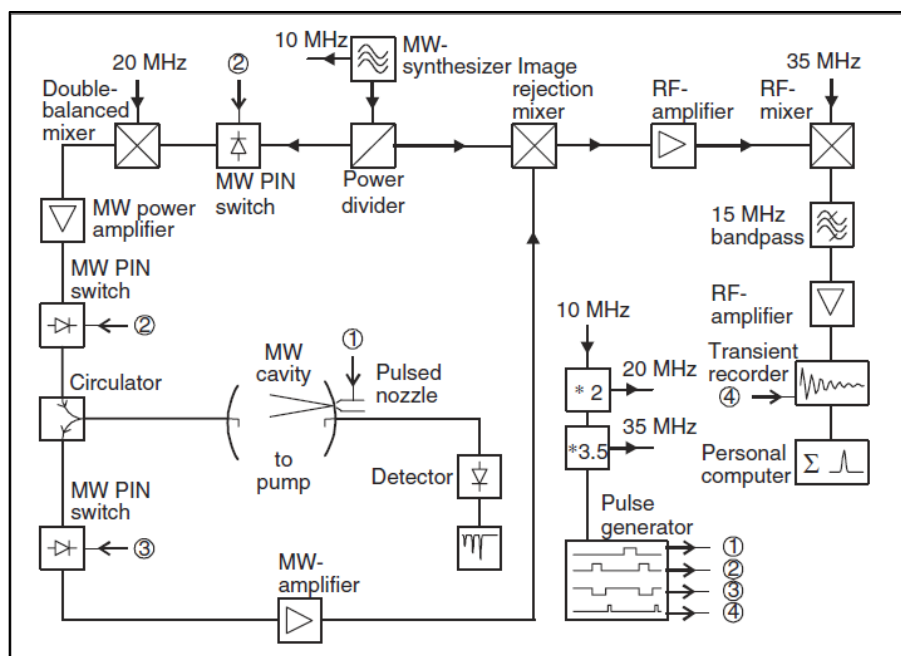 10 MHz
MW-
synthesizer
Image
rejection
mixer
20 MHz
②
Double-
balanced
mixer
MW PIN
switch
Power
divider
RF-
amplifier
35 MHz
RF-
mixer
MW power
amplifier
15 MHz
bandpass
MW PIN
switch
②
RF-
amplifier
Circulator
MW
cavity
①
Pulsed
nozzle
to
pump
10 MHz
* 2
20 MHz
*3.5
35 MHz
Transient
recorder
④
Personal
computer
Σ
Detector
MW PIN
switch
③
MW-
amplifier
Pulse
generator
①
②
③
④